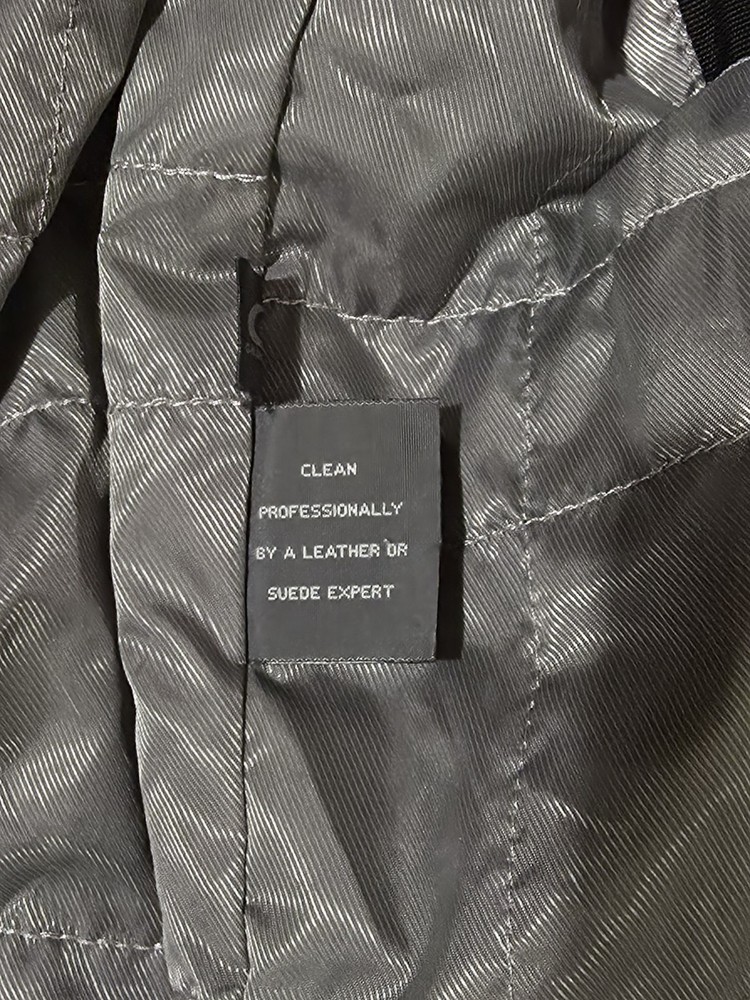 CLEAN
PROFESSIONALLY
BY A LEATHER OR
SUEDE EXPERT